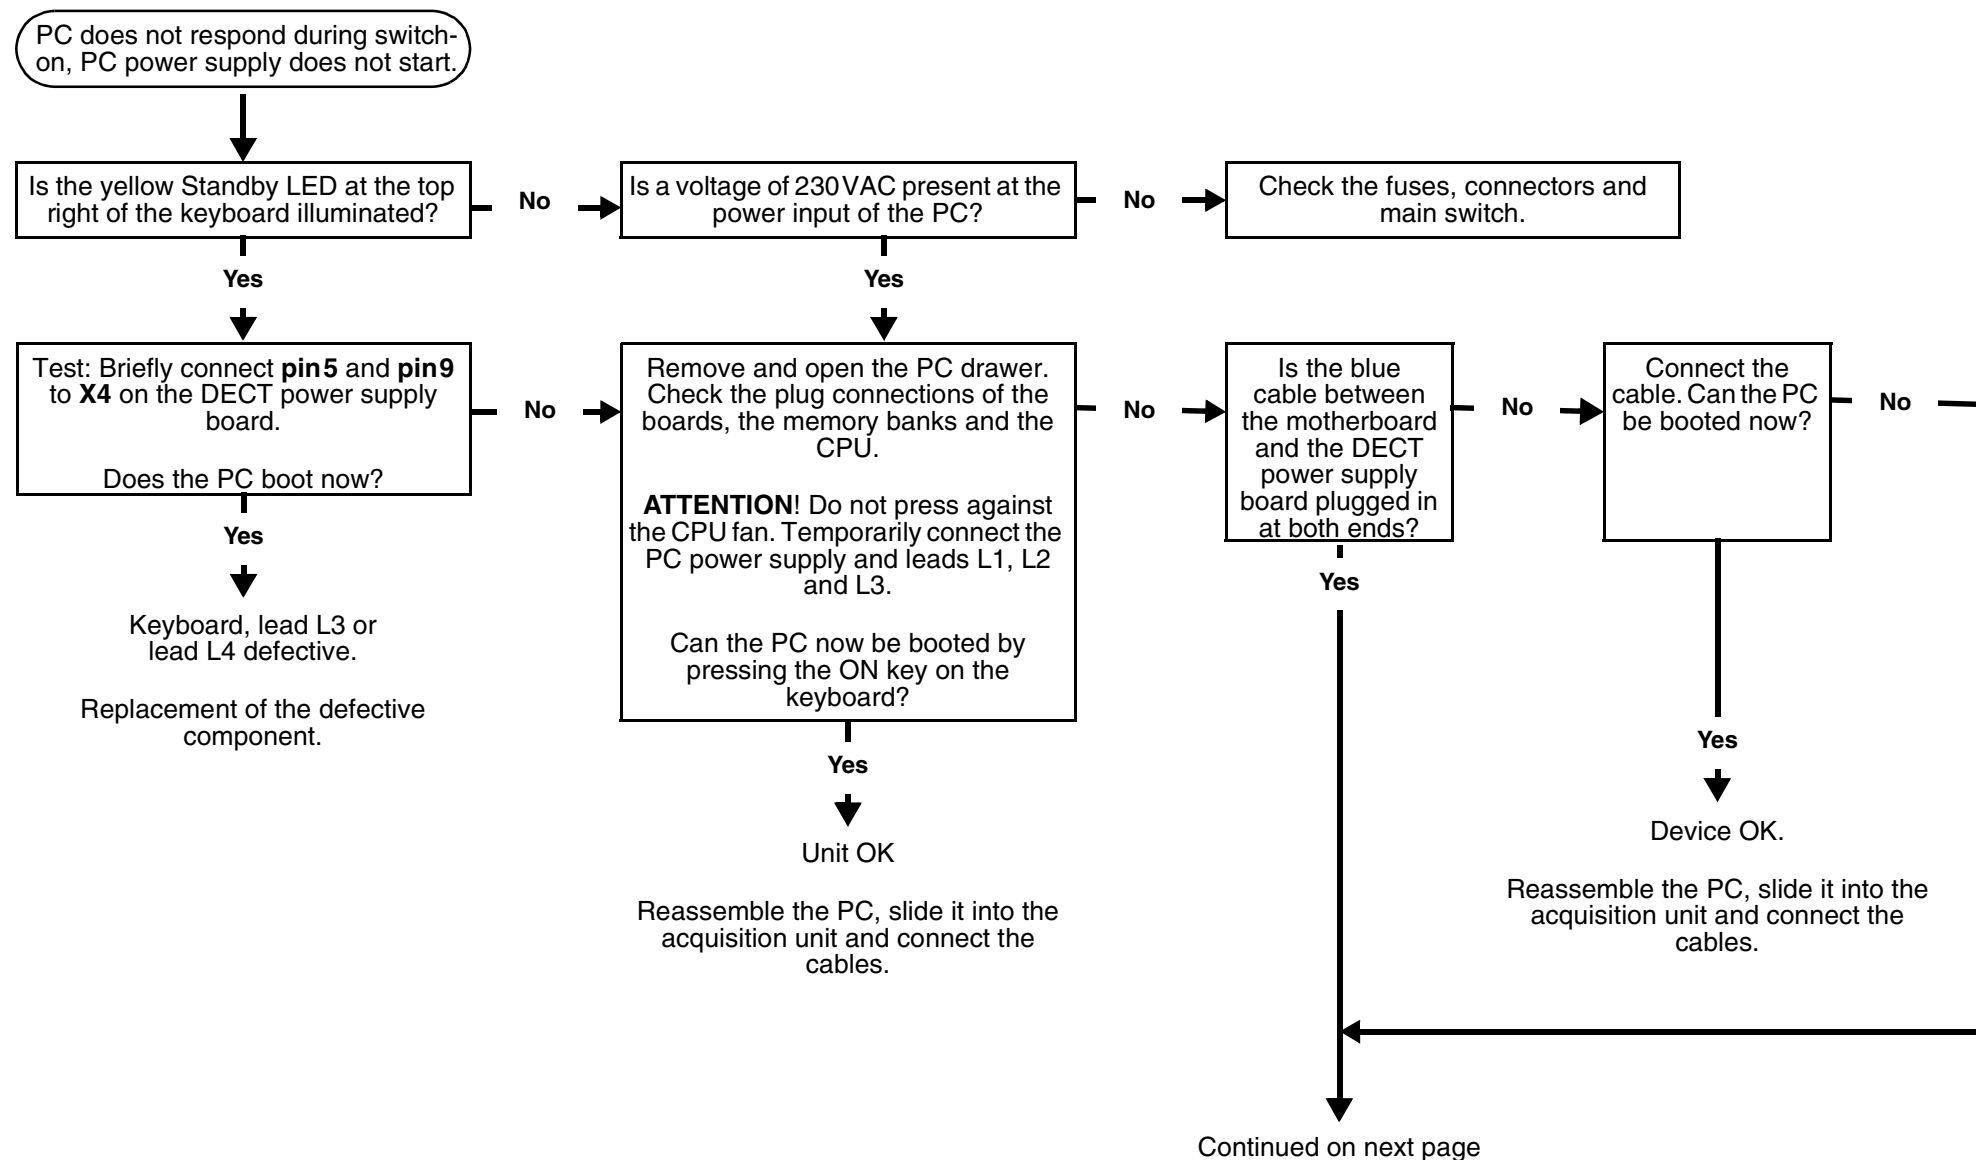 PC does not respond during switch-
on, PC power supply does not start.
Is the yellow Standby LED at the top
right of the keyboard illuminated?
No
Is a voltage of 230 VAC present at the
power input of the PC?
No
Check the fuses, connectors and
main switch.
Yes
Yes
Test: Briefly connect pin 5 and pin 9
to X4 on the DECT power supply
board.
Does the PC boot now?
No
Remove and open the PC drawer.
Check the plug connections of the
boards, the memory banks and the
CPU.
ATTENTION! Do not press against
the CPU fan. Temporarily connect the
PC power supply and leads L1, L2
and L3.
Can the PC now be booted by
pressing the ON key on the
keyboard?
No
Is the blue
cable between
the motherboard
and the DECT
power supply
board plugged in
at both ends?
No
Connect the
cable. Can the PC
be booted now?
No
Yes
Keyboard, lead L3 or
lead L4 defective.
Replacement of the defective
component.
Yes
Unit OK
Reassemble the PC, slide it into the
acquisition unit and connect the
cables.
Yes
Yes
Device OK.
Reassemble the PC, slide it into the
acquisition unit and connect the
cables.
Continued on next page